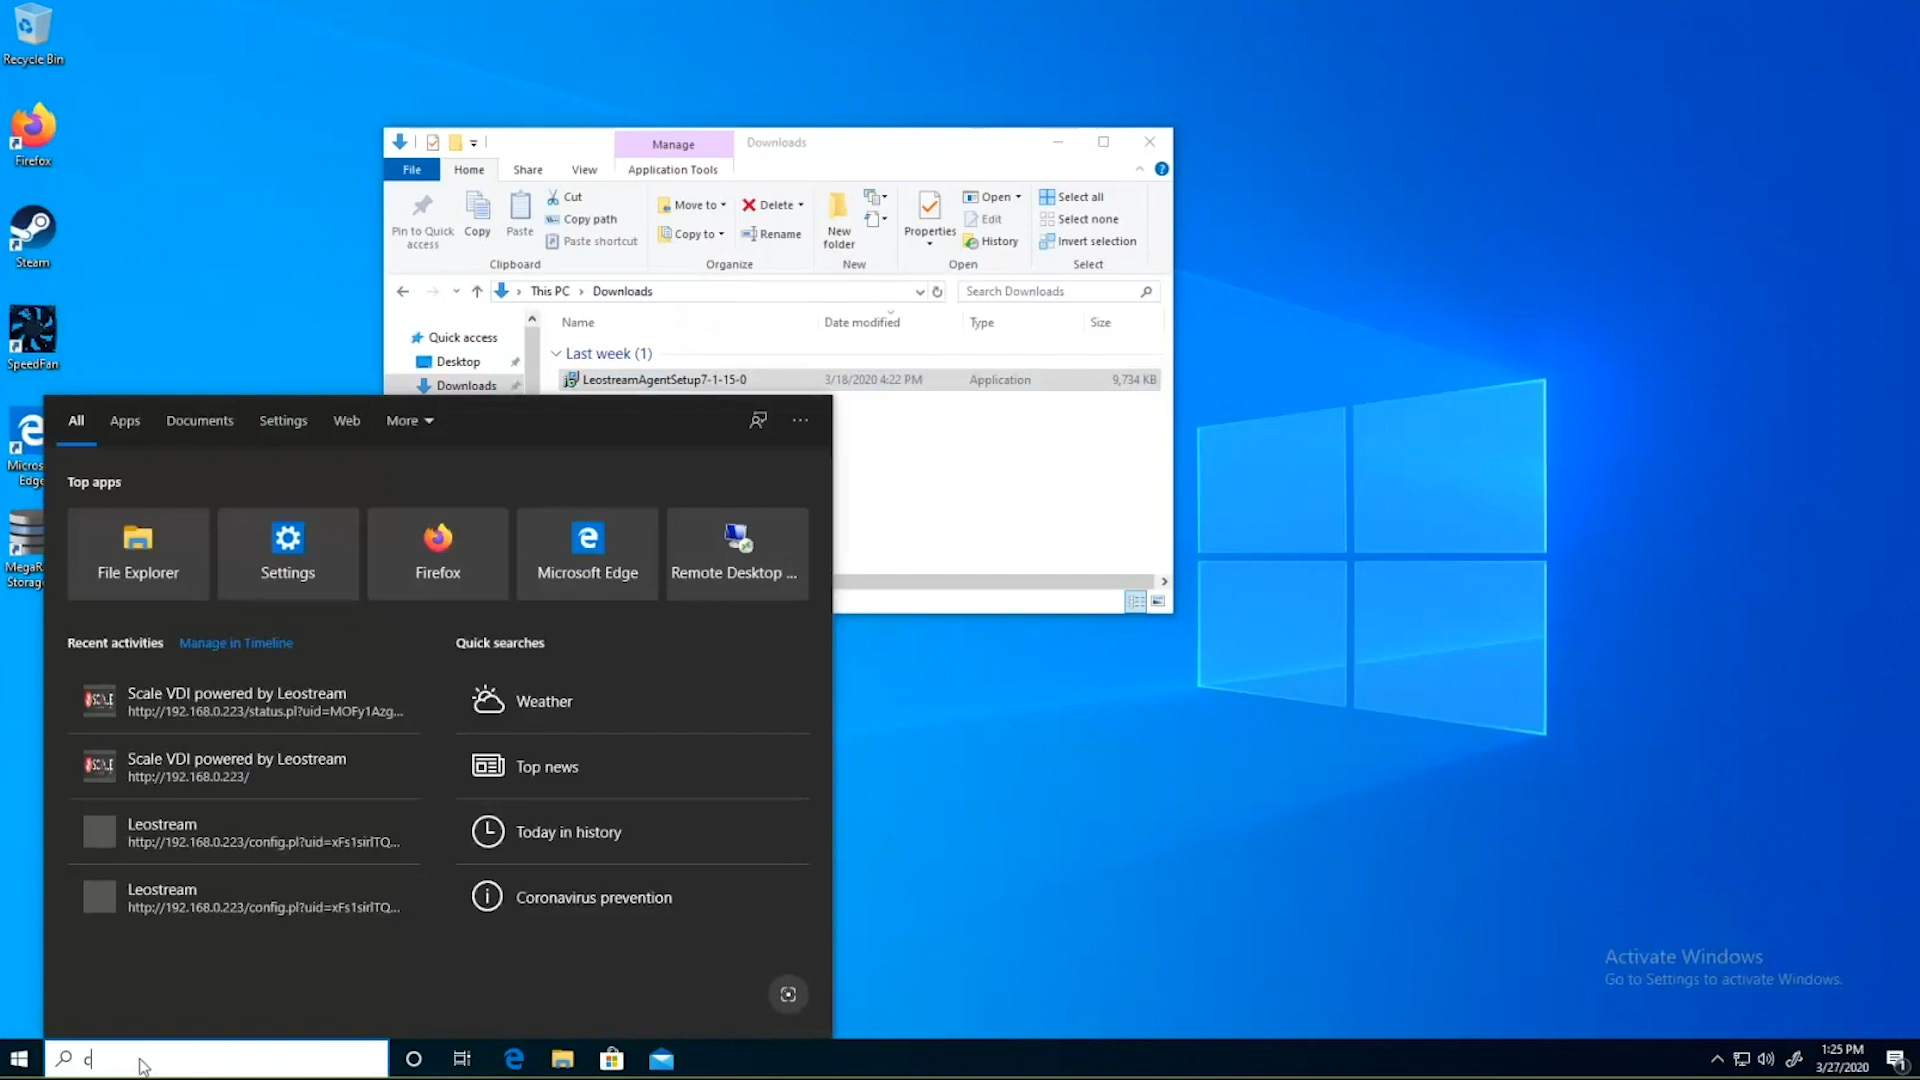 Recycle Bin
Firefox
Steam
SpeedFan
Micros
Edge
MegaR
Storag
Manage
Downloads
File
Home
Share
View
Application Tools
Pin to Quick
access
Copy
Paste
Cut
Copy path
Paste shortcut
Clipboard
Move to
Copy to
Delete
Rename
Organize
New
folder
New
Properties
Open
Edit
History
Open
Select all
Select none
Invert selection
Select
This PC
Downloads
Search Downloads
Name
Date modified
Type
Size
Quick access
Desktop
Downloads
Last week (1)
LeostreamAgentSetup7-1-15-0
3/18/2020 4:22 PM
Application
9,734 KB
All
Apps
Documents
Settings
Web
More
Top apps
File Explorer
Settings
Firefox
Microsoft Edge
Remote Desktop ...
Recent activities
Manage in Timeline
Scale VDI powered by Leostream
http://192.168.0.223/status.pl?uid=MOFy1Azg...
Scale VDI powered by Leostream
http://192.168.0.223/
Leostream
http://192.168.0.223/config.pl?uid=xFs1sirlTQ...
Leostream
http://192.168.0.223/config.pl?uid=xFs1sirlTQ...
Quick searches
Weather
Top news
Today in history
Coronavirus prevention
Activate Windows
Go to Settings to activate Windows.
c
1:25 PM
3/27/2020
1